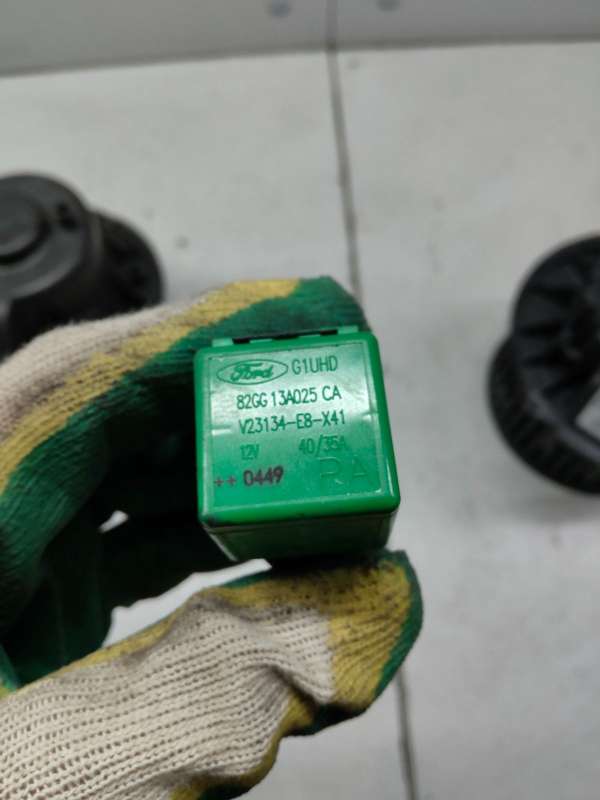 Ford G1UHD
82GG 13A025 CA
V23134-E8-X41
12V 40/35A
++ 0449 RA